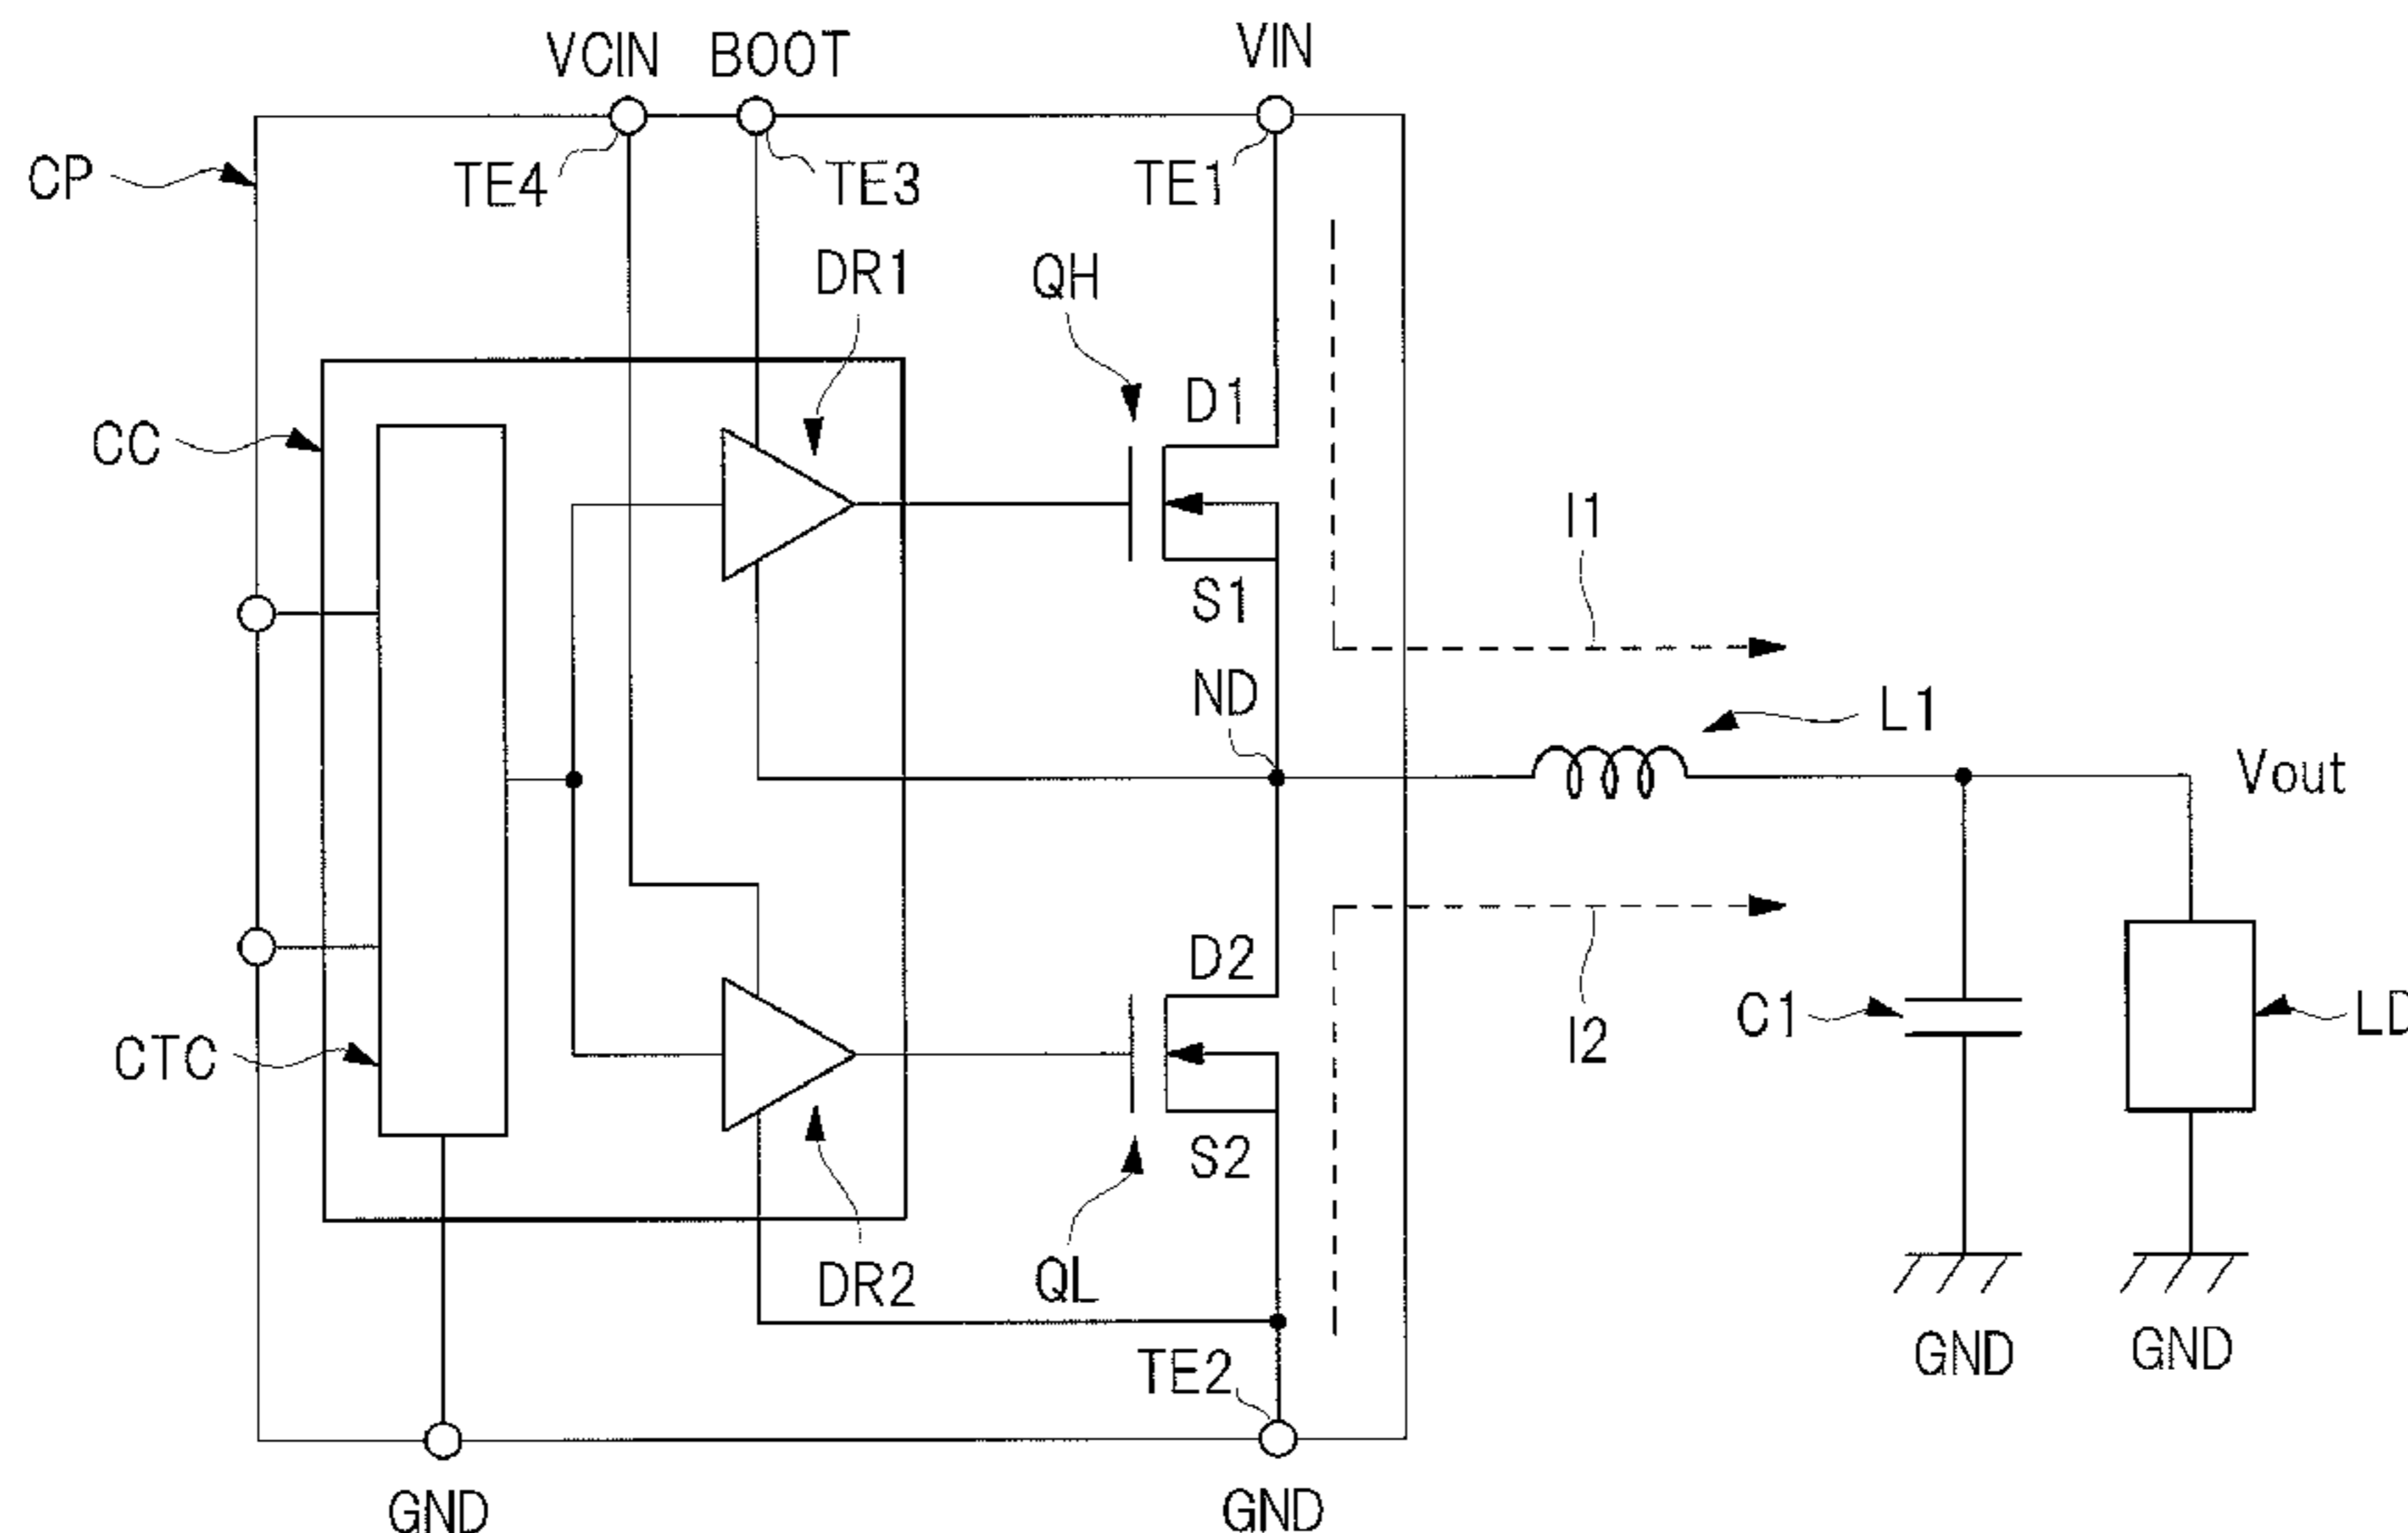 VCIN
BOOT
VIN
CP
TE4
TE3
TE1
DR1
QH
D1
CC
I1
S1
ND
L1
Vout
D2
C1
LD
CTC
I2
S2
DR2
QL
TE2
GND
GND
GND
GND